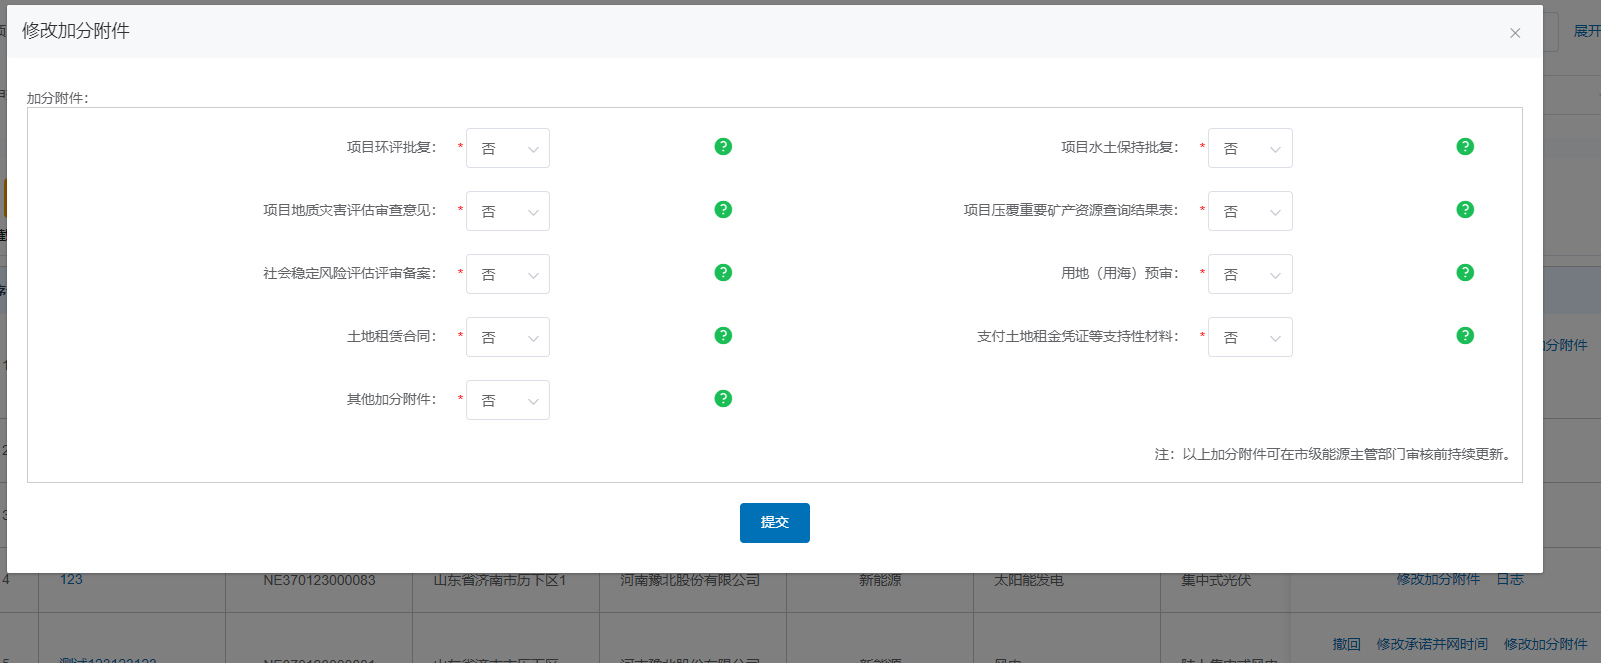 修改加分附件
展开
加分附件：
项目环评批复： * 否 ?
项目水土保持批复： * 否 ?
项目地质灾害评估审查意见： * 否 ?
项目压覆重要矿产资源查询结果表： * 否 ?
社会稳定风险评估评审备案： * 否 ?
用地（用海）预审： * 否 ?
土地租赁合同： * 否 ?
支付土地租金凭证等支持性材料： * 否 ?
加分附件
其他加分附件： * 否 ?
注：以上加分附件可在市级能源主管部门审核前持续更新。
提交
4 123 NE370123000083 山东省济南市历下区1 河南豫北股份有限公司 新能源 太阳能发电 集中式光伏 修改加分附件 日志
撤回 修改承诺并网时间 修改加分附件